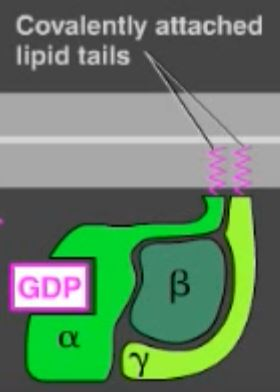 Covalently attached
lipid tails
GDP
β
α
γ